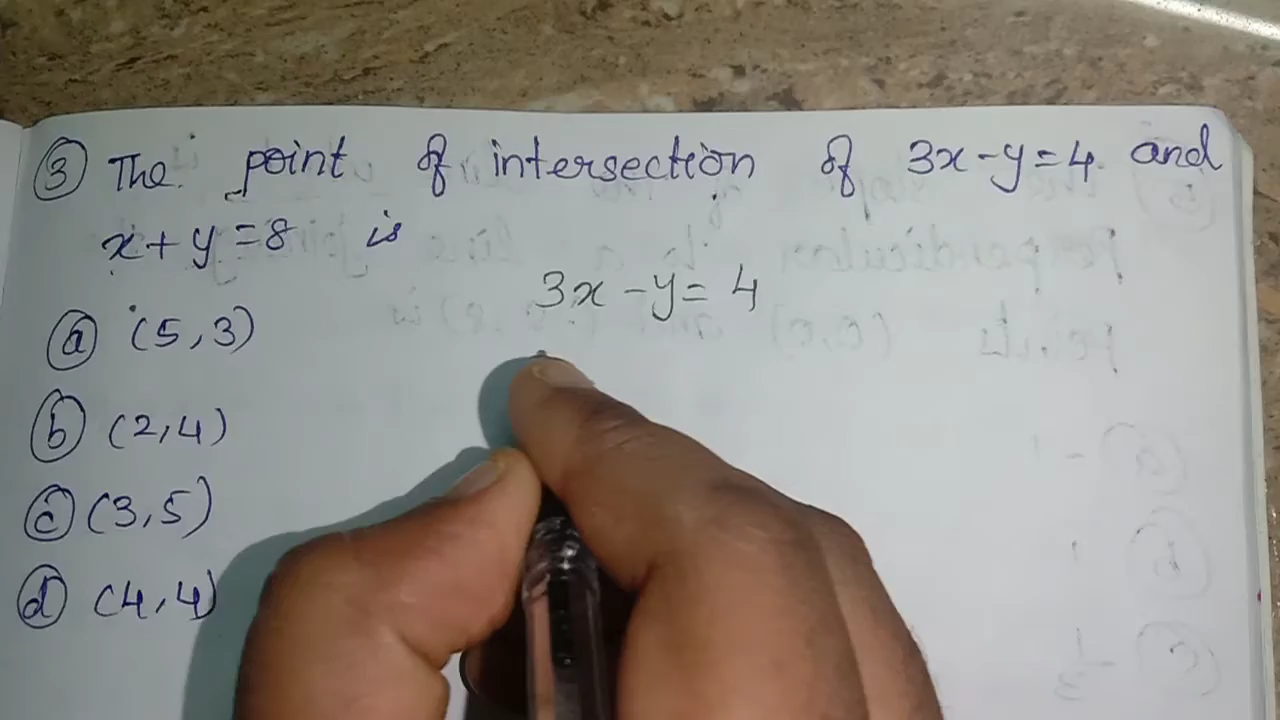 ③ The point of intersection of 3x-y=4 and
x+y=8 is
3x-y=4
ⓐ (5,3)
ⓑ (2,4)
ⓒ (3,5)
ⓓ (4,4)